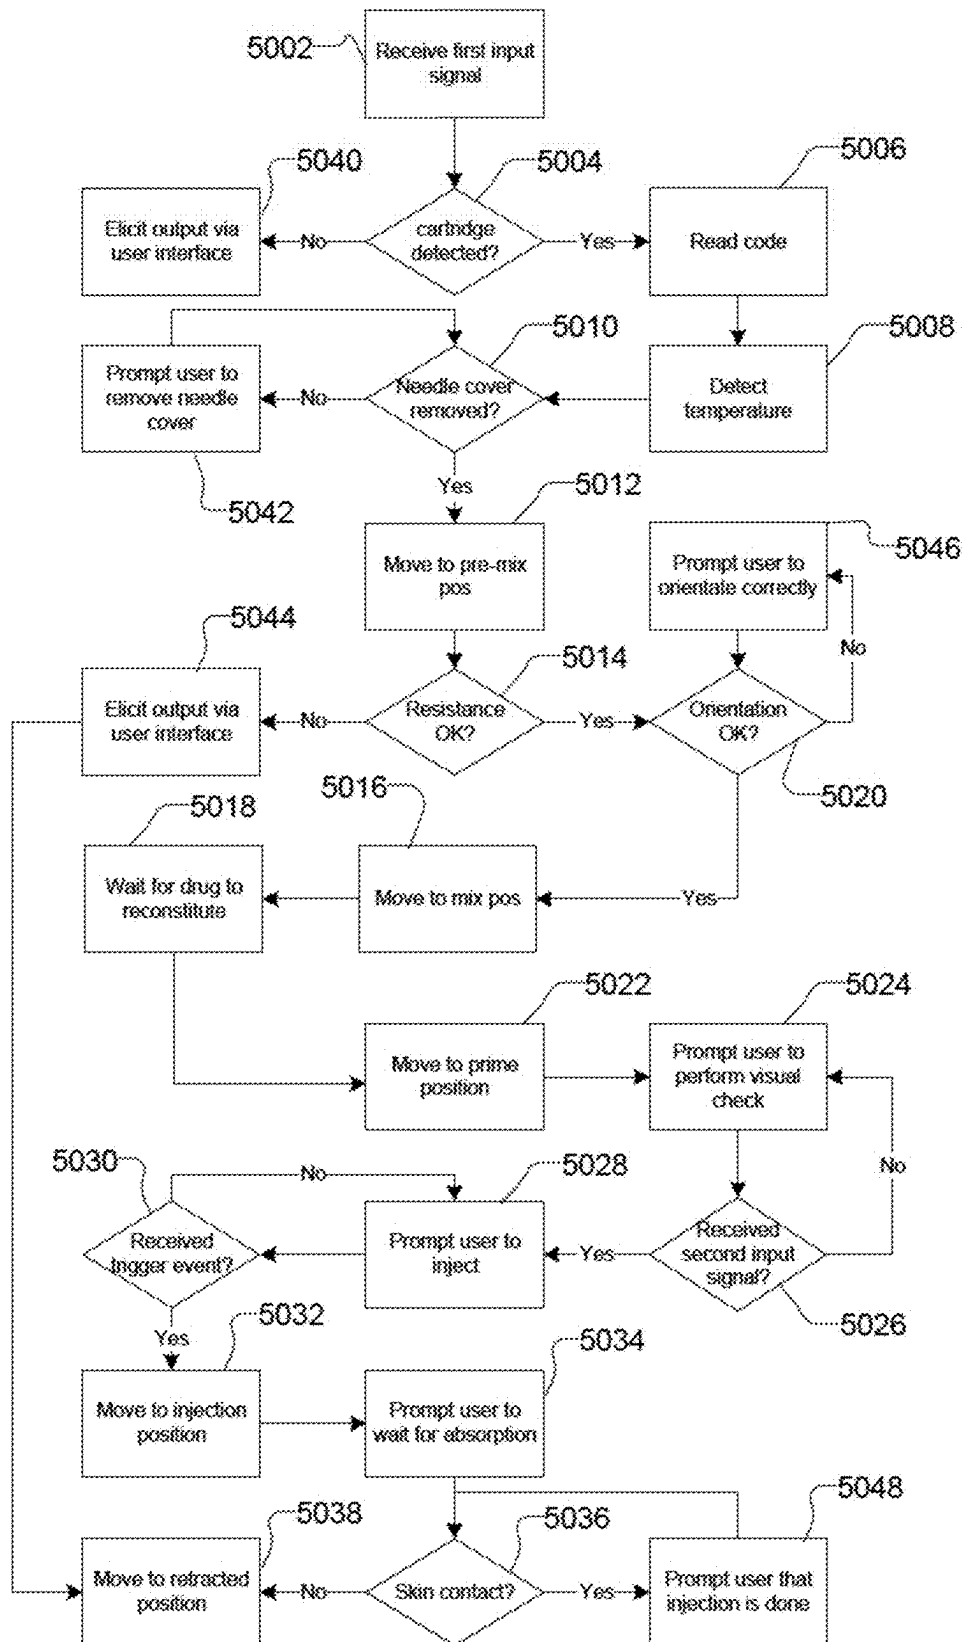 5002
Receive first input
signal
5040
5004
5006
Elicit output via
user interface
No
cartridge
detected?
Yes
Read code
5010
5008
Prompt user to
remove needle
cover
No
Needle cover
removed?
Detect
temperature
5042
Yes
5012
5046
Move to pre-mix
pos
Prompt user to
orientate correctly
5044
No
5014
Elicit output via
user interface
No
Resistance
OK?
Yes
Orientation
OK?
5020
5018
5016
Wait for drug to
reconstitute
Move to mix pos
Yes
5022
5024
Move to prime
position
Prompt user to
perform visual
check
5030
No
5028
No
Received
trigger event?
Prompt user to
inject
Yes
Received
second input
signal?
5026
Yes
5032
5034
Move to injection
position
Prompt user to
wait for absorption
5038
5036
5048
Move to retracted
position
No
Skin contact?
Yes
Prompt user that
injection is done